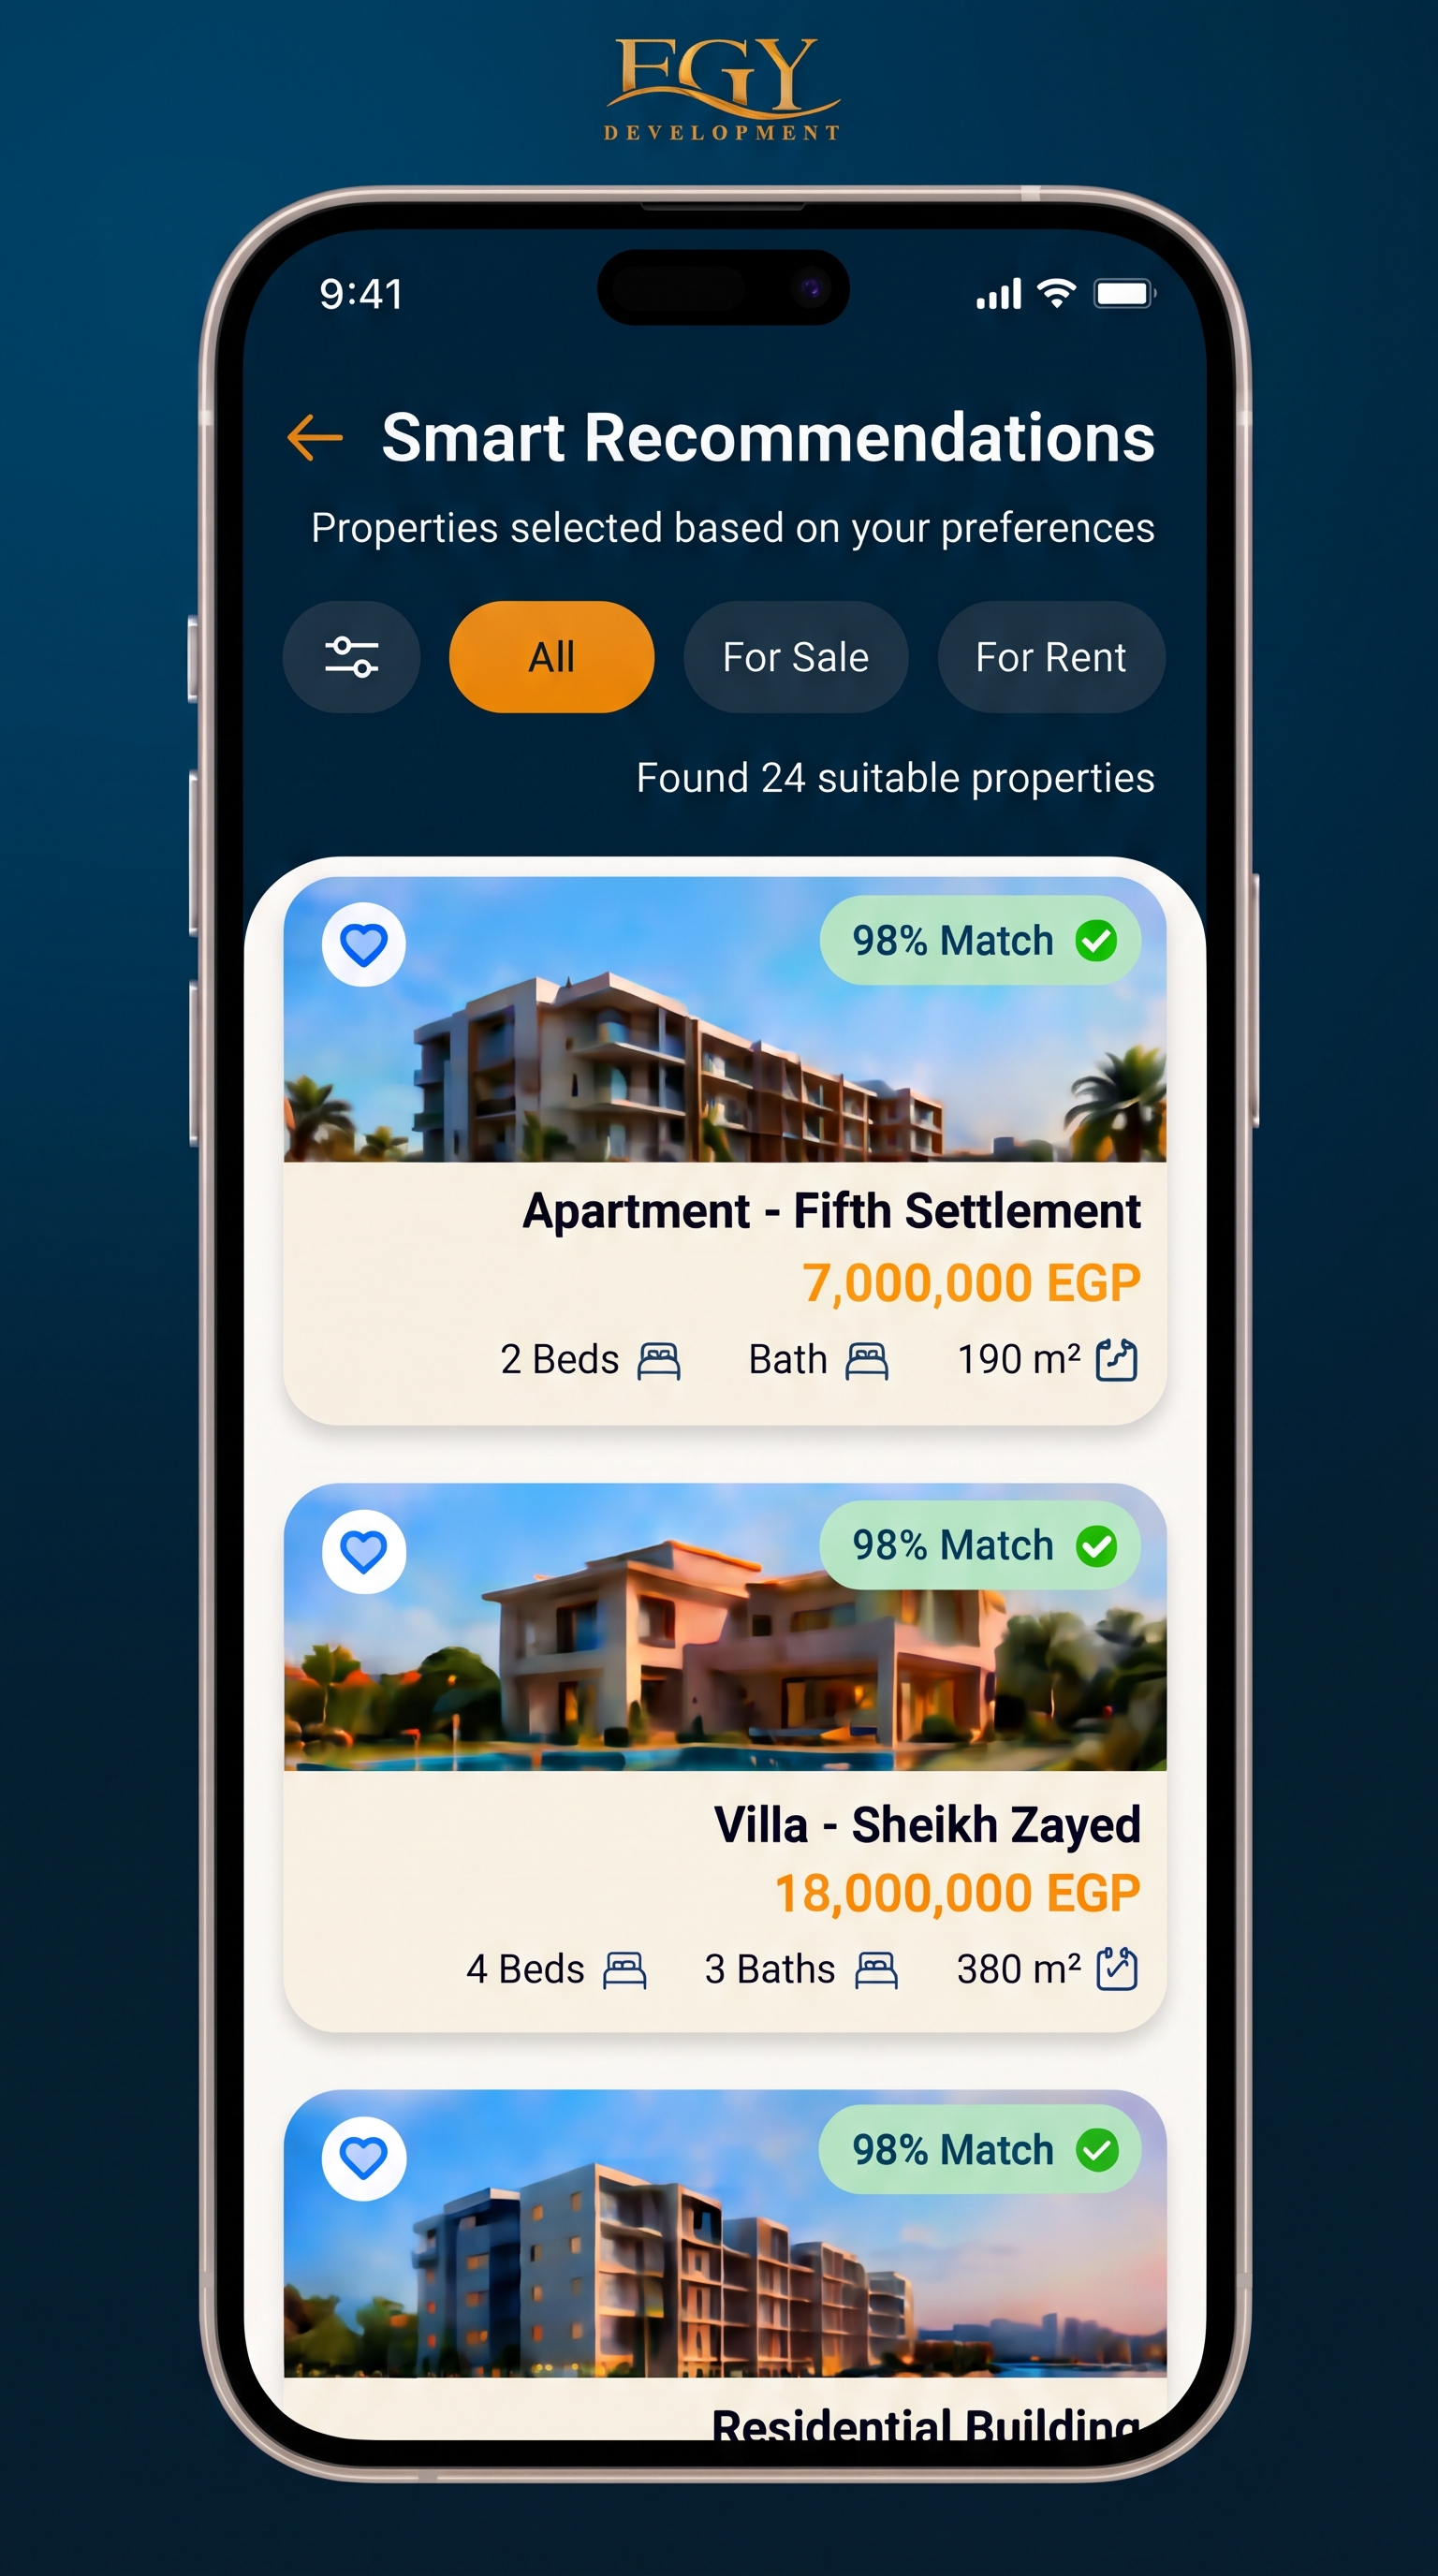 EGY
DEVELOPMENT
9:41
Smart Recommendations
Properties selected based on your preferences
All
For Sale
For Rent
Found 24 suitable properties
98% Match
Apartment - Fifth Settlement
7,000,000 EGP
2 Beds
Bath
190 m²
98% Match
Villa - Sheikh Zayed
18,000,000 EGP
4 Beds
3 Baths
380 m²
98% Match
Residential Building